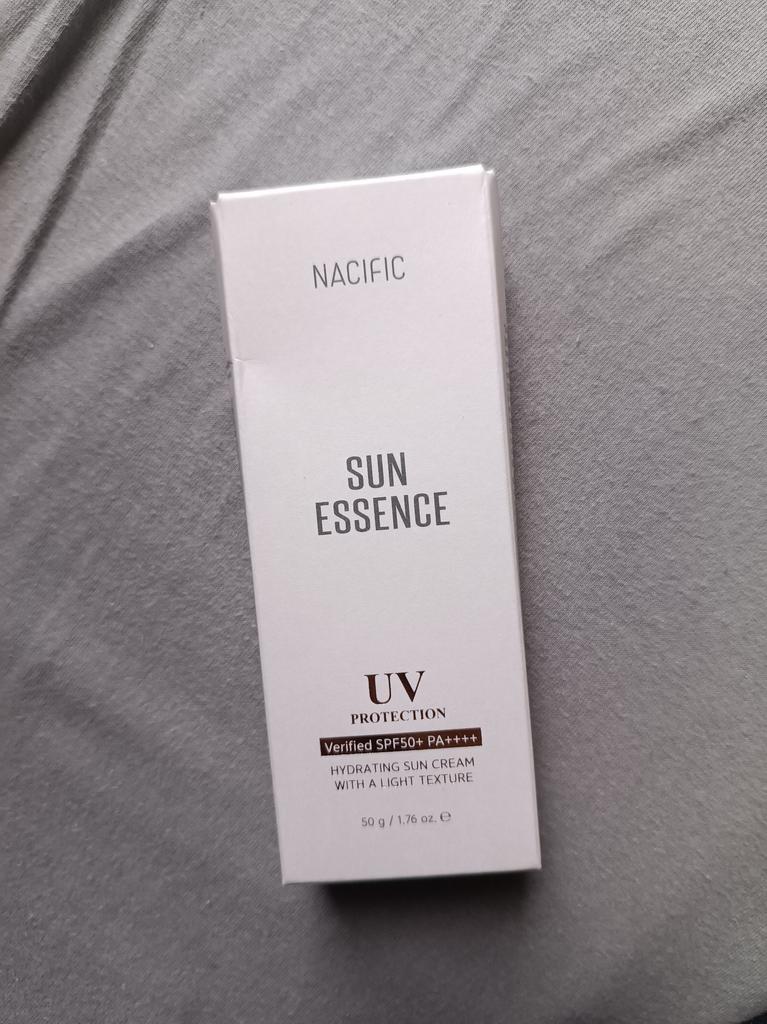 NACIFIC
SUN
ESSENCE
UV
PROTECTION
Verified SPF50+ PA++++
HYDRATING SUN CREAM
WITH A LIGHT TEXTURE
50 g / 1.76 oz. ℮